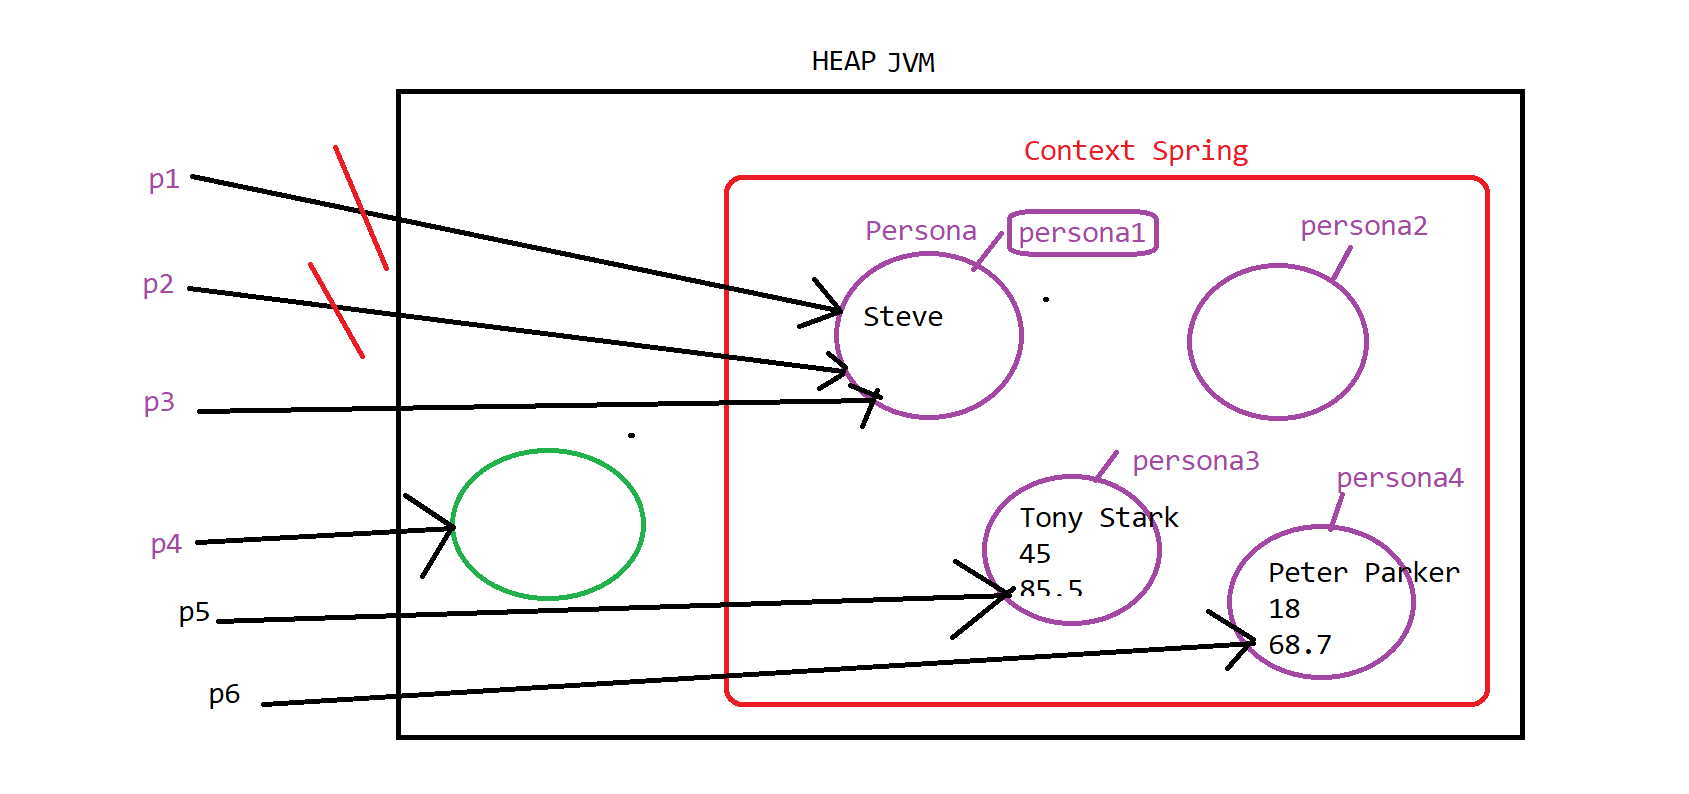 HEAP JVM
Context Spring
p1
Persona
persona1
persona2
p2
Steve
p3
persona3
persona4
Tony Stark
45
85.5
p4
Peter Parker
18
68.7
p5
p6